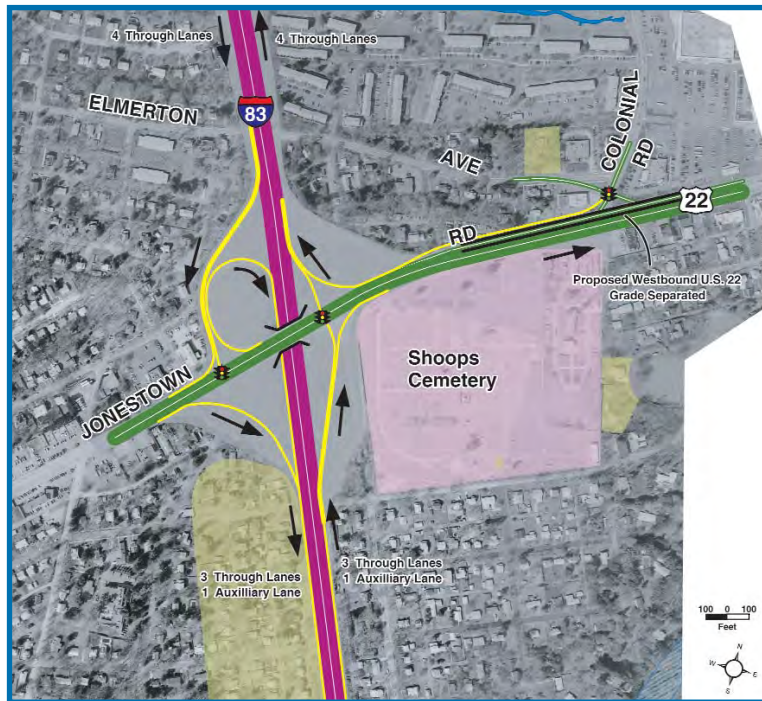 4 Through Lanes
4 Through Lanes
ELMERTON
83
AVE
COLONIAL
RD
22
RD
Proposed Westbound U.S. 22
Grade Separated
Shoops
Cemetery
JONESTOWN
3 Through Lanes
1 Auxilliary Lane
3 Through Lanes
1 Auxilliary Lane
100 0 100
Feet
N
W
E
S